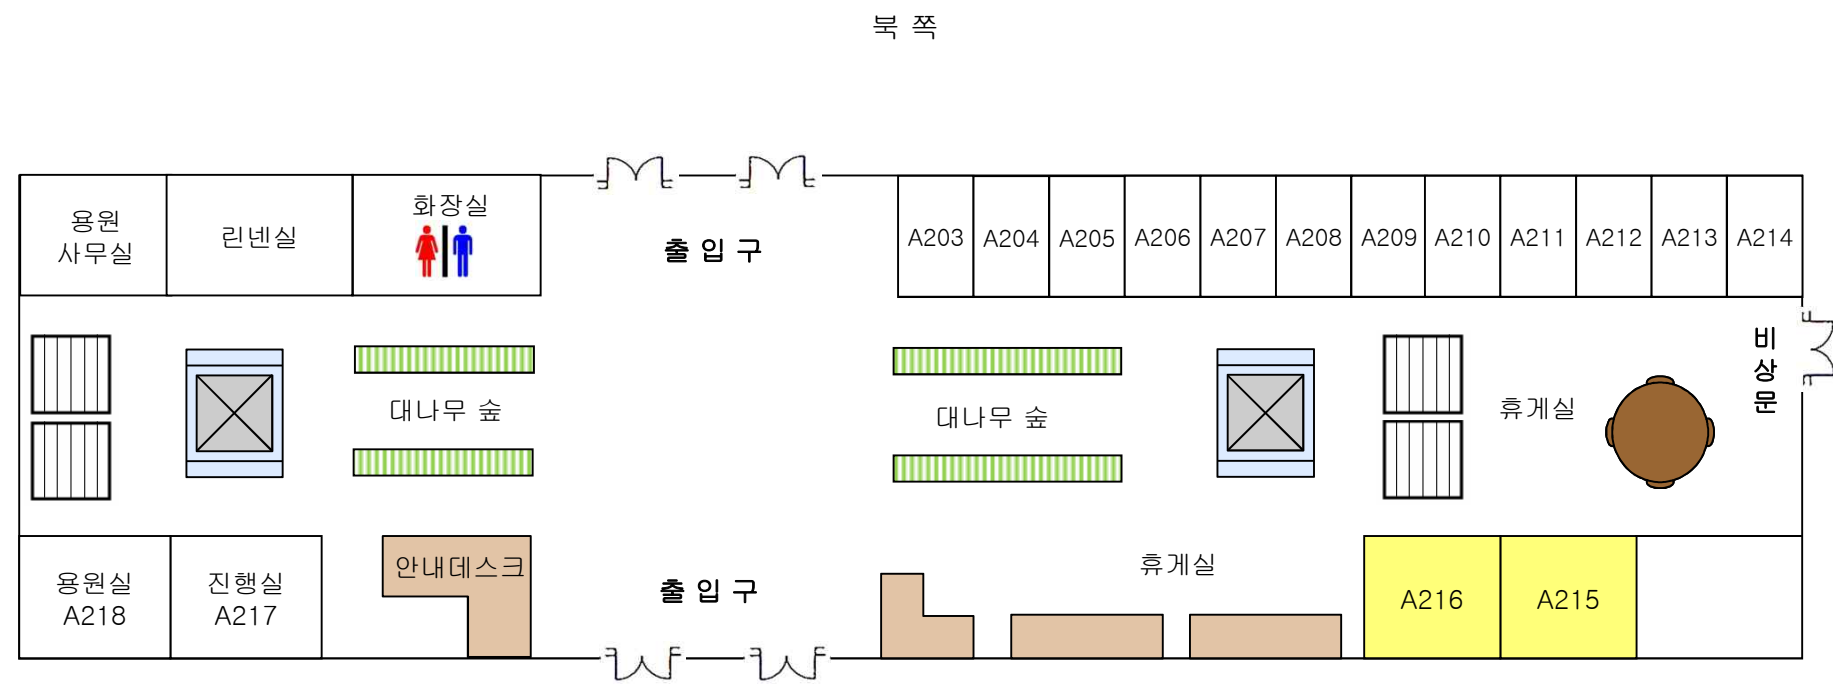 북 쪽
용원
사무실
린넨실
화장실
출 입 구
A203
A204
A205
A206
A207
A208
A209
A210
A211
A212
A213
A214
대나무 숲
대나무 숲
휴게실
비
상
문
용원실
A218
진행실
A217
안내데스크
출 입 구
휴게실
A216
A215